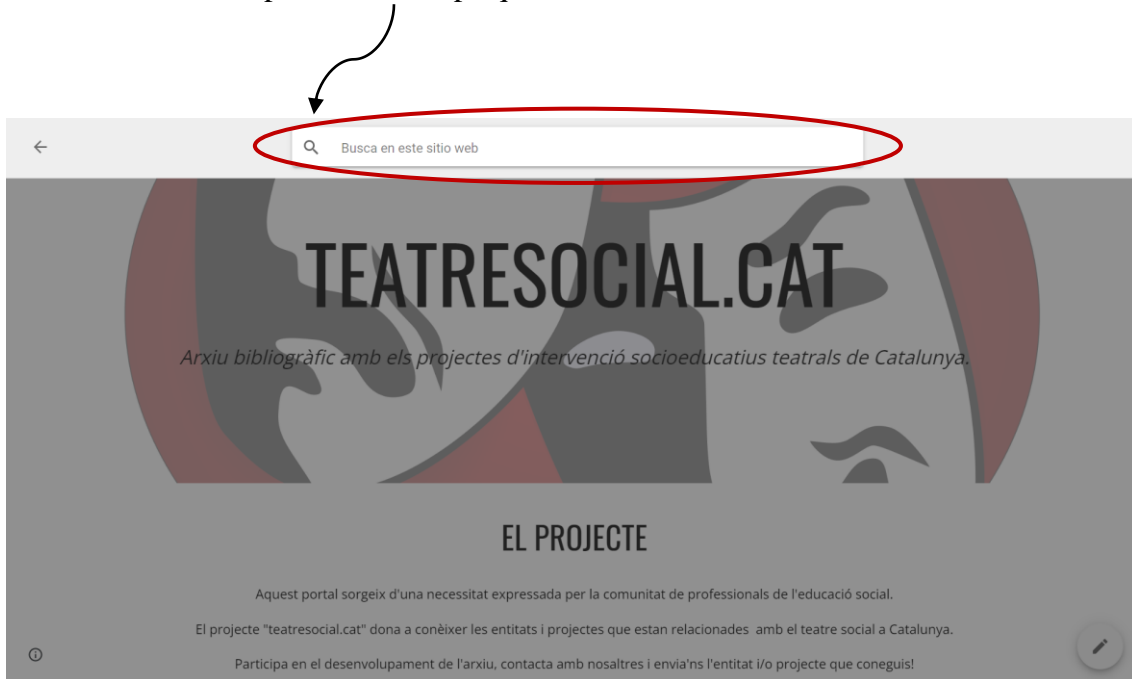 Busca en este sitio web
TEATRESOCIAL.CAT
Arxiu bibliogràfic amb els projectes d'intervenció socioeducatius teatrals de Catalunya.
EL PROJECTE
Aquest portal sorgeix d'una necessitat expressada per la comunitat de professionals de l'educació social.
El projecte "teatresocial.cat" dona a conèixer les entitats i projectes que estan relacionades  amb el teatre social a Catalunya.
Participa en el desenvolupament de l'arxiu, contacta amb nosaltres i envia'ns l'entitat i/o projecte que coneguis!